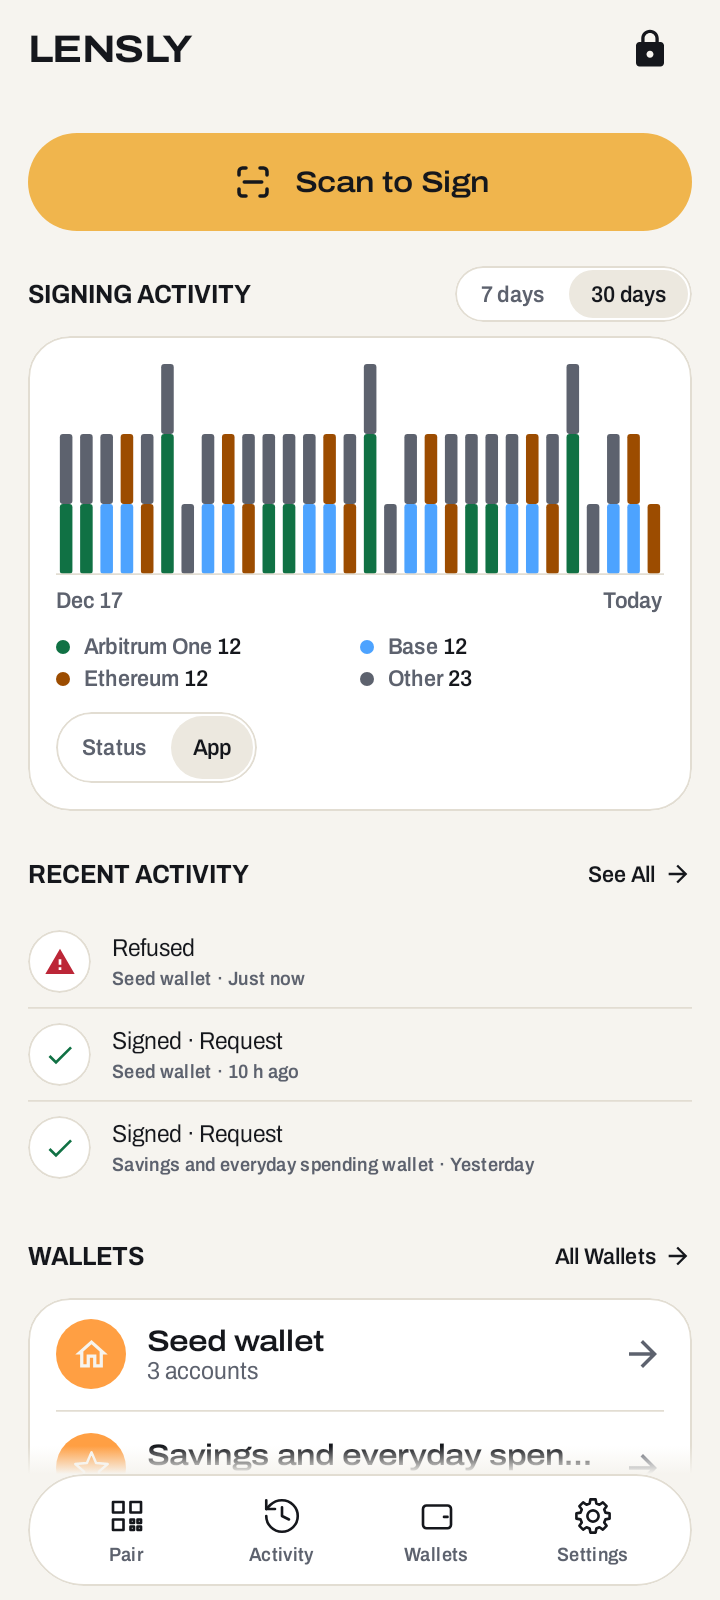 LENSLY
Scan to Sign
SIGNING ACTIVITY
7 days
30 days
Dec 17
Today
Arbitrum One 12
Base 12
Ethereum 12
Other 23
Status
App
RECENT ACTIVITY
See All
Refused
Seed wallet · Just now
Signed · Request
Seed wallet · 10 h ago
Signed · Request
Savings and everyday spending wallet · Yesterday
WALLETS
All Wallets
Seed wallet
3 accounts
Savings and everyday spen...
Pair
Activity
Wallets
Settings